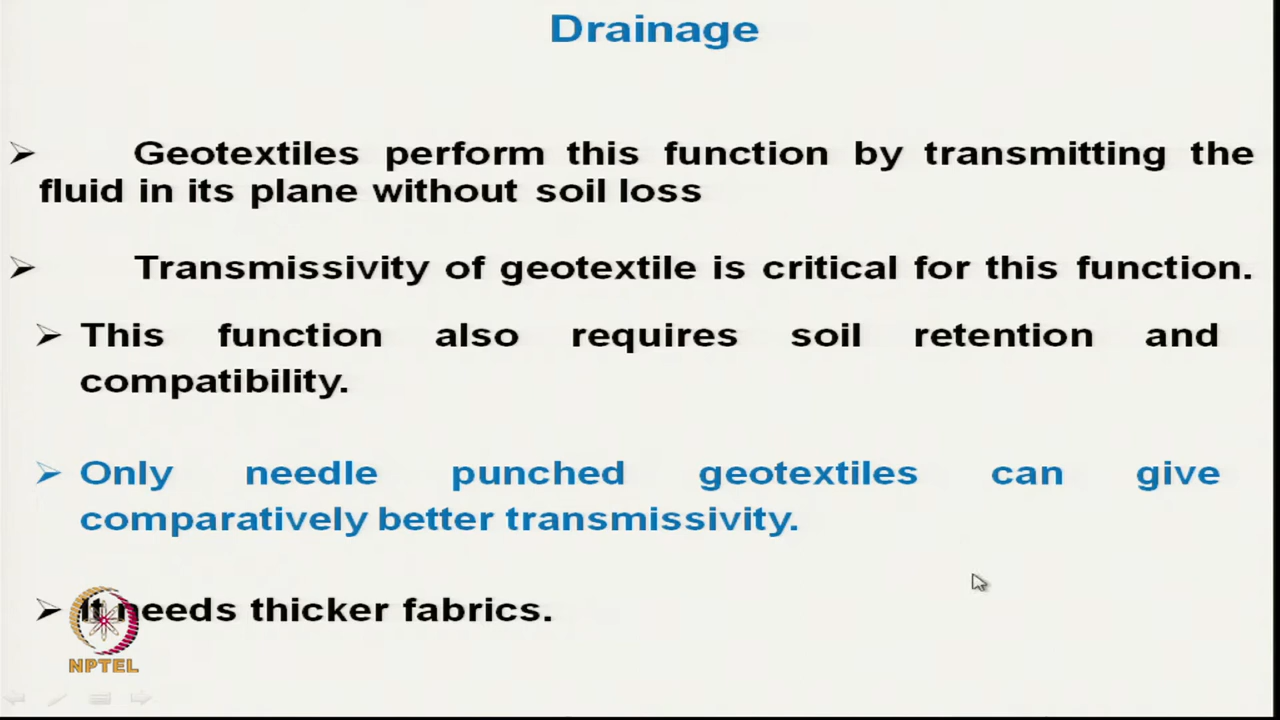 Drainage
Geotextiles perform this function by transmitting the
fluid in its plane without soil loss
Transmissivity of geotextile is critical for this function.
This function also requires soil retention and
compatibility.
Only needle punched geotextiles can give
comparatively better transmissivity.
It needs thicker fabrics.
NPTEL